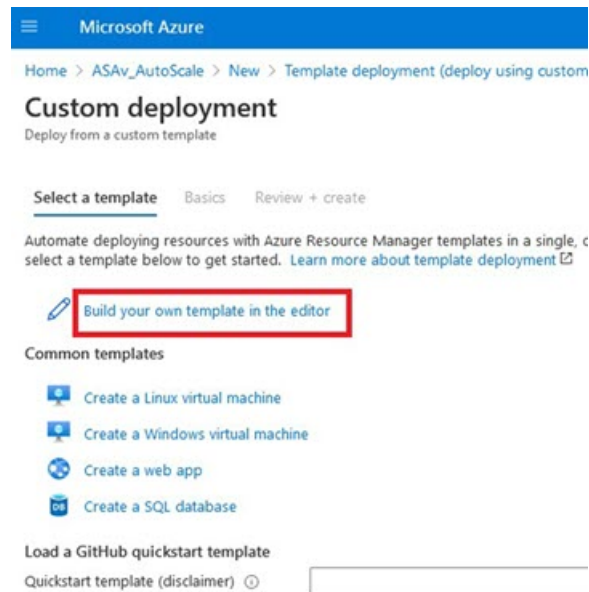 Microsoft Azure
Home > ASAv_AutoScale > New > Template deployment (deploy using custom
Custom deployment
Deploy from a custom template
Select a template Basics Review + create
Automate deploying resources with Azure Resource Manager templates in a single,
select a template below to get started. Learn more about template deployment
Build your own template in the editor
Common templates
Create a Linux virtual machine
Create a Windows virtual machine
Create a web app
DB Create a SQL database
Load a GitHub quickstart template
Quickstart template (disclaimer)